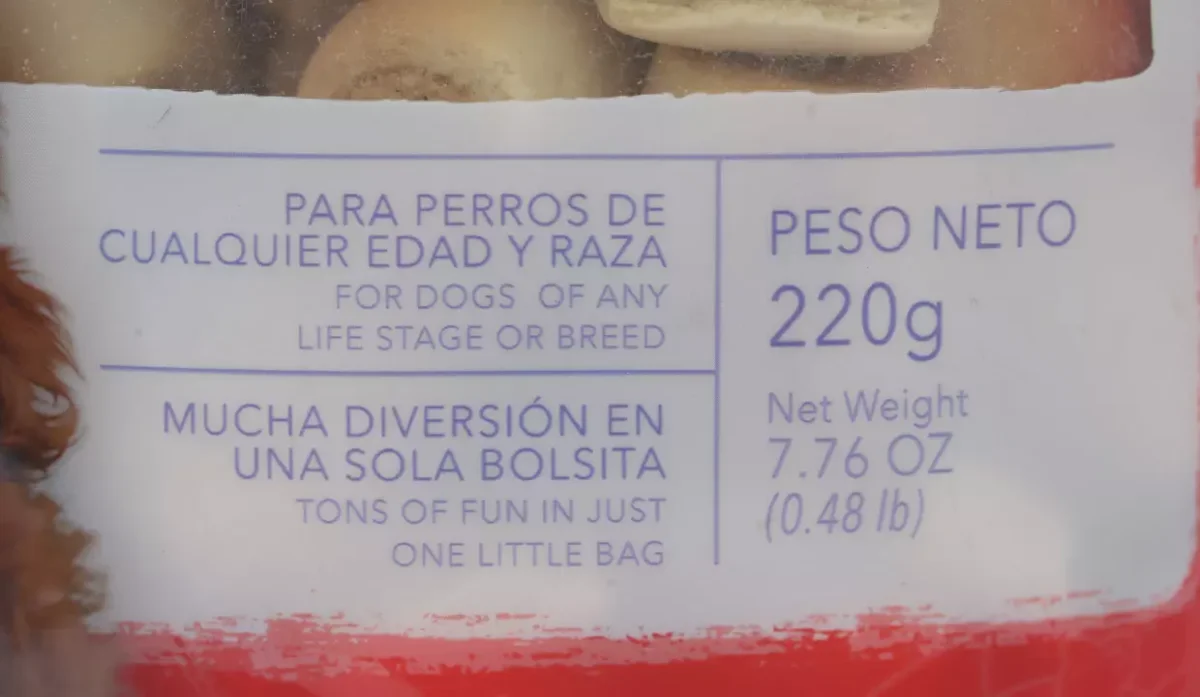 PARA PERROS DE
CUALQUIER EDAD Y RAZA
FOR DOGS OF ANY
LIFE STAGE OR BREED
MUCHA DIVERSIÓN EN
UNA SOLA BOLSITA
TONS OF FUN IN JUST
ONE LITTLE BAG
PESO NETO
220g
Net Weight
7.76 OZ
(0.48 lb)